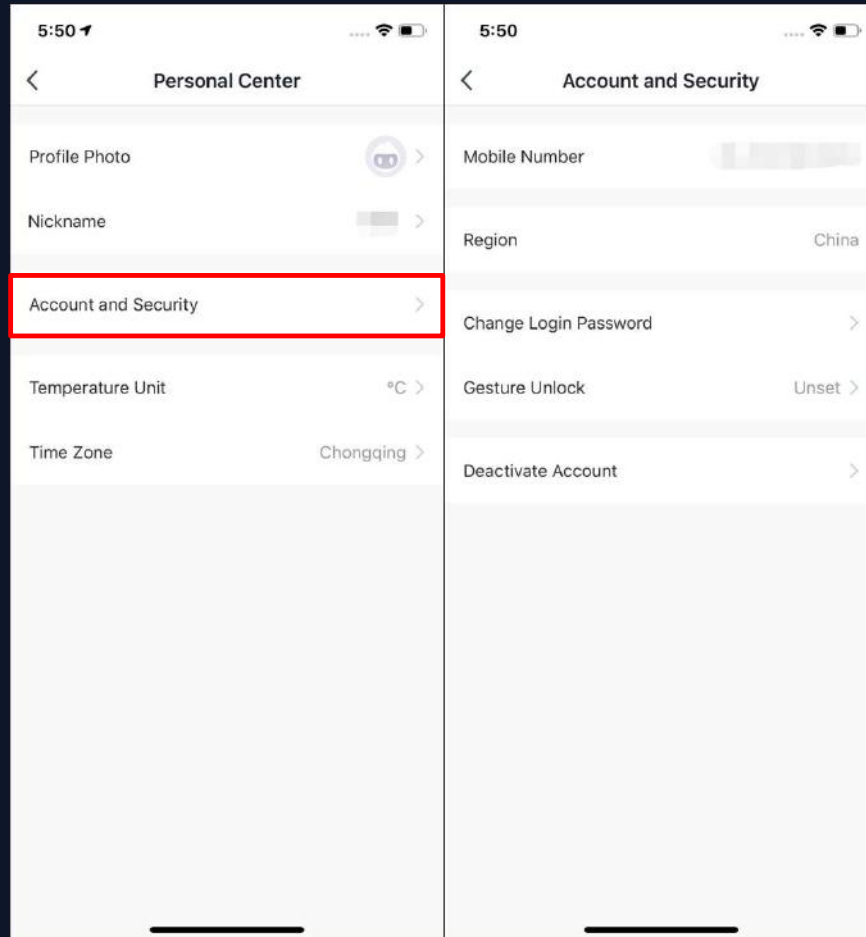 5:50
Personal Center
Profile Photo
Nickname
Account and Security
Temperature Unit °C
Time Zone Chongqing
5:50
Account and Security
Mobile Number
Region China
Change Login Password
Gesture Unlock Unset
Deactivate Account